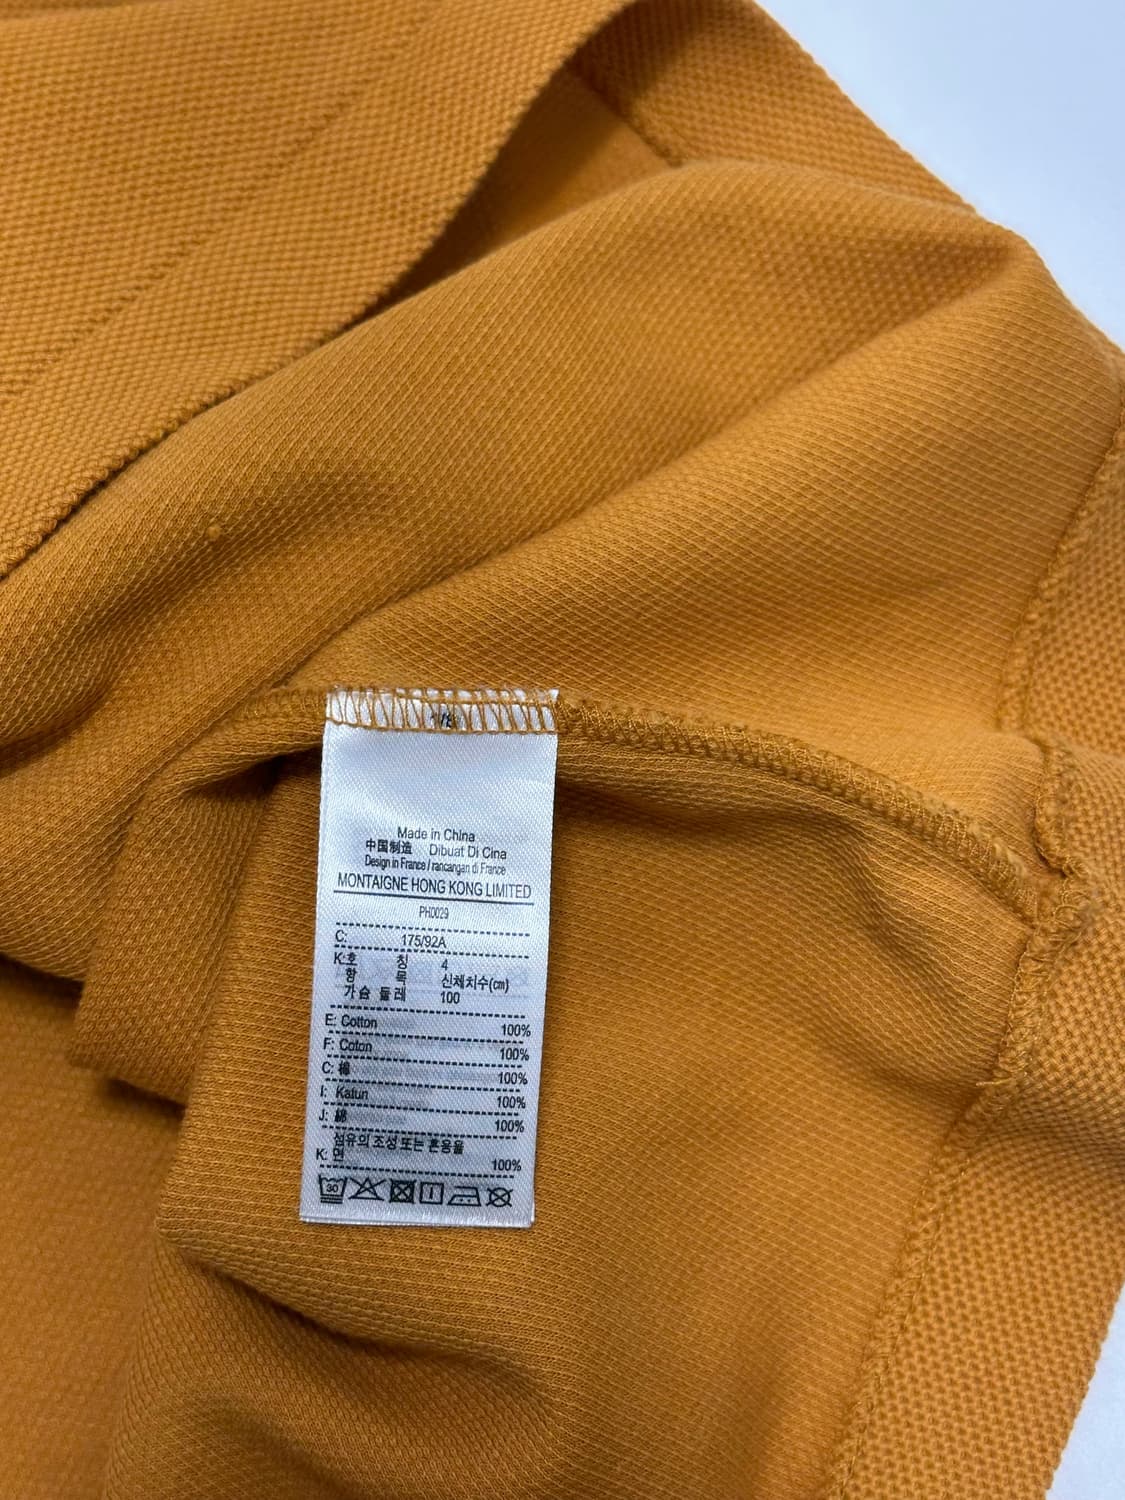 1/8
Made in China
中国制造 Dibuat Di Cina
Design in France / rancangan di France
MONTAIGNE HONG KONG LIMITED
PH0029
C: 175/92A
K:호 칭 4
항 목 신체치수(cm)
가슴 둘레 100
E: Cotton 100%
F: Coton 100%
C: 棉 100%
I: Katun 100%
J: 綿 100%
섬유의 조성 또는 혼용율
K: 면 100%
30